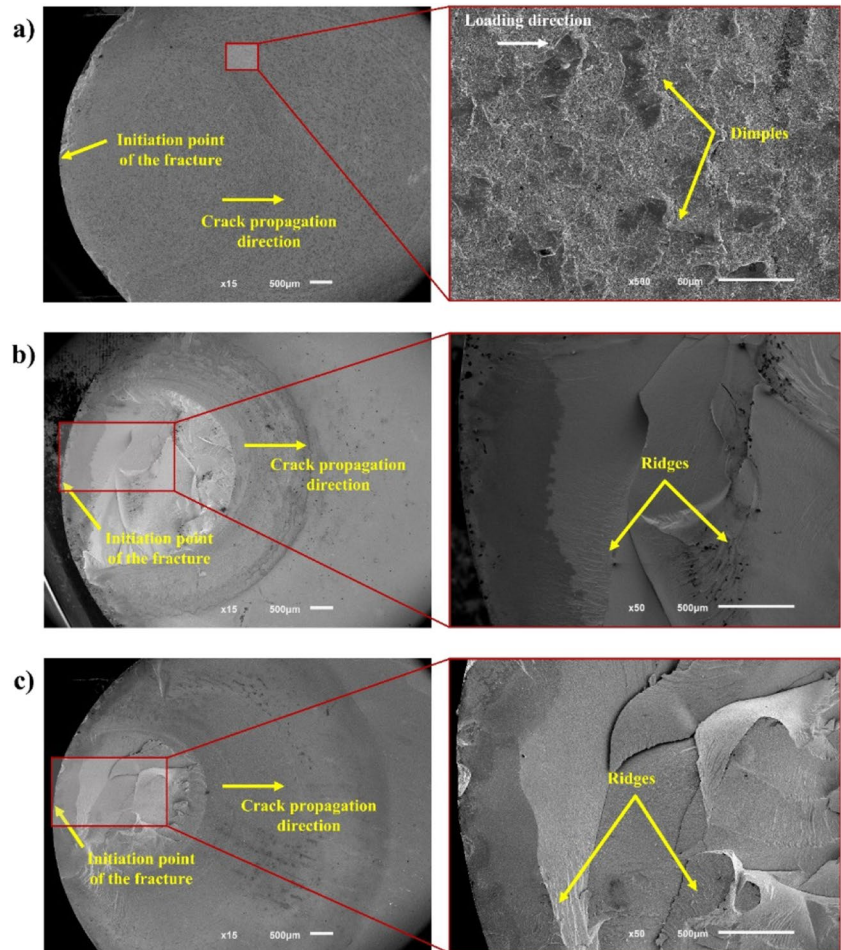 a)
Initiation point
of the fracture
Crack propagation
direction
x15 500µm
Loading direction
Dimples
x500 50µm
b)
Crack propagation
direction
Initiation point
of the fracture
x15 500µm
Ridges
x50 500µm
c)
Crack propagation
direction
Initiation point
of the fracture
x15 500µm
Ridges
x50 500µm